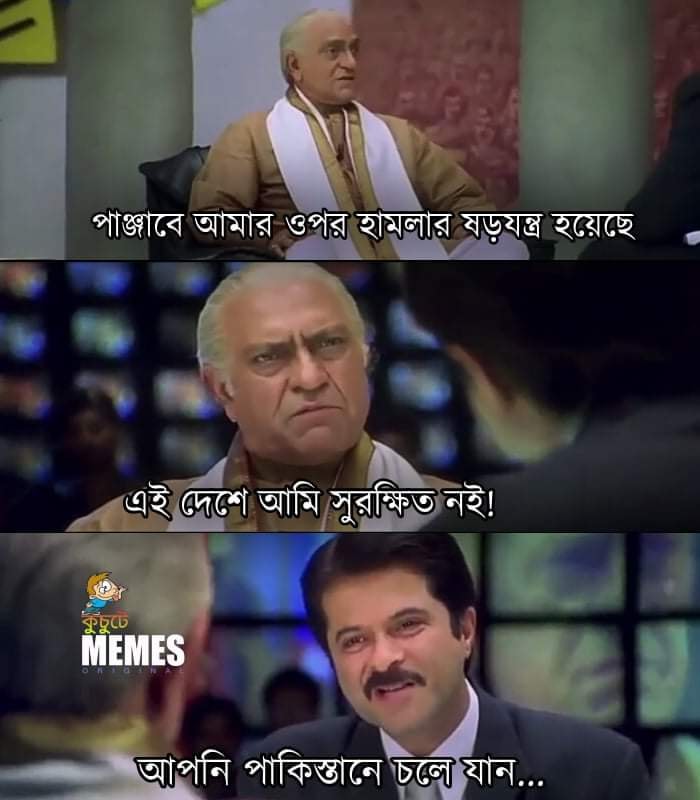 পাঞ্জাবে আমার ওপর হামলার ষড়যন্ত্র হয়েছে
এই দেশে আমি সুরক্ষিত নই!
কুচুটে
MEMES
ORIGINAL
আপনি পাকিস্তানে চলে যান...